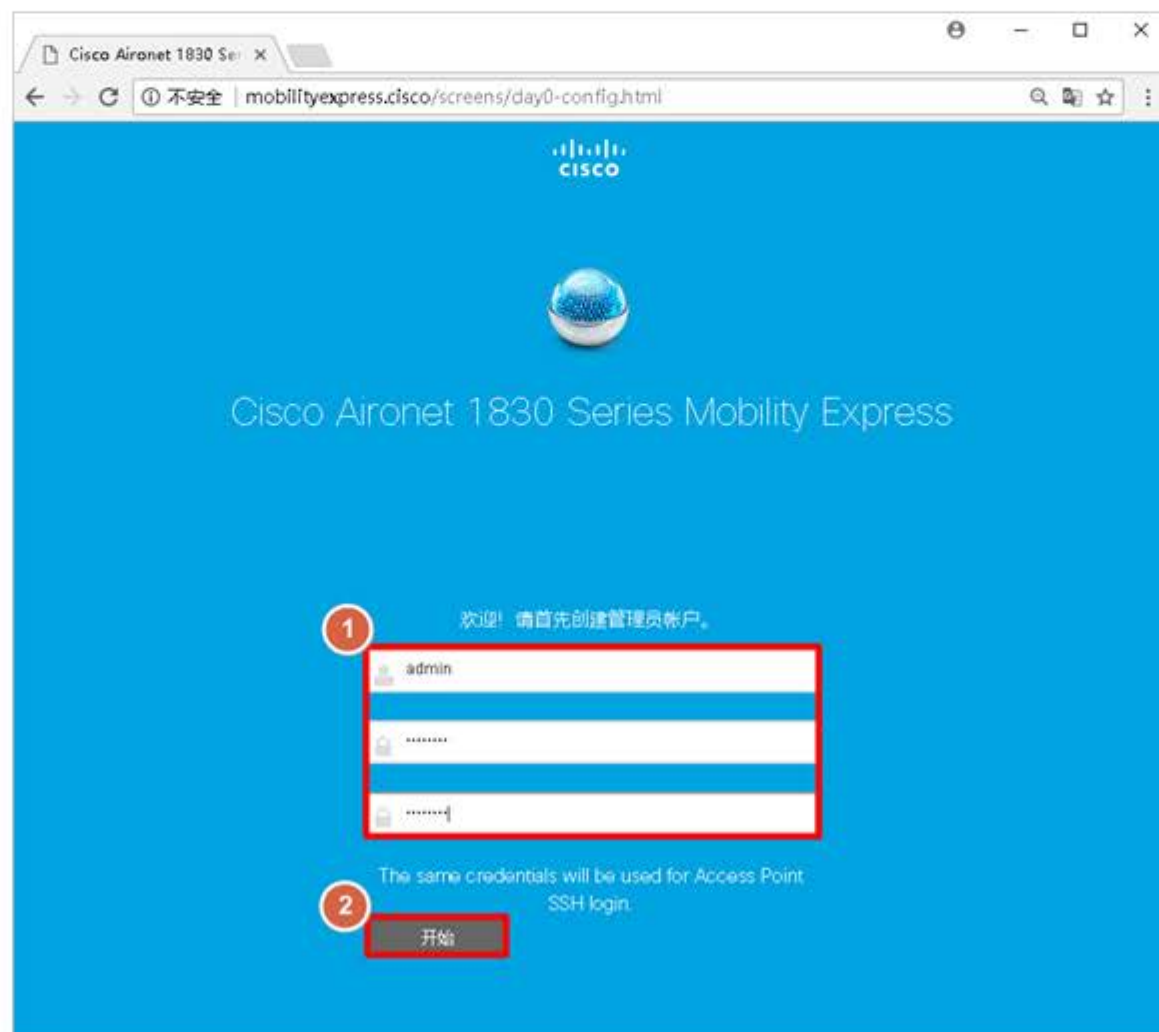 Cisco Aironet 1830 Ser
不安全 | mobilityexpress.cisco/screens/day0-config.html
CISCO
Cisco Aironet 1830 Series Mobility Express
1
欢迎! 请首先创建管理员帐户。
admin
········
········
The same credentials will be used for Access Point
SSH login.
2
开始